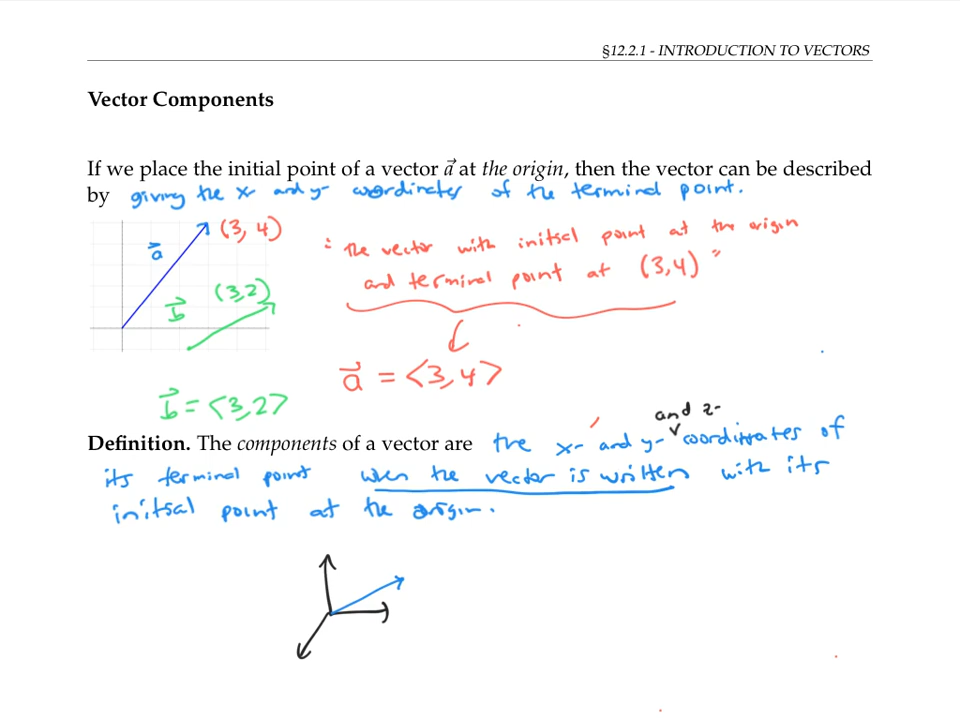 §12.2.1 - INTRODUCTION TO VECTORS
Vector Components
If we place the initial point of a vector a⃗ at the origin, then the vector can be described
by giving the x- and y- coordinates of the terminal point.
(3, 4)
a⃗
: the vector with initial point at the origin
and terminal point at (3,4) "
(3,2)
b⃗
a⃗ = <3,4>
b⃗ = <3,2>
and z-
Definition. The components of a vector are the x- and y- coordinates of
its terminal point when the vector is written with its
initial point at the origin.